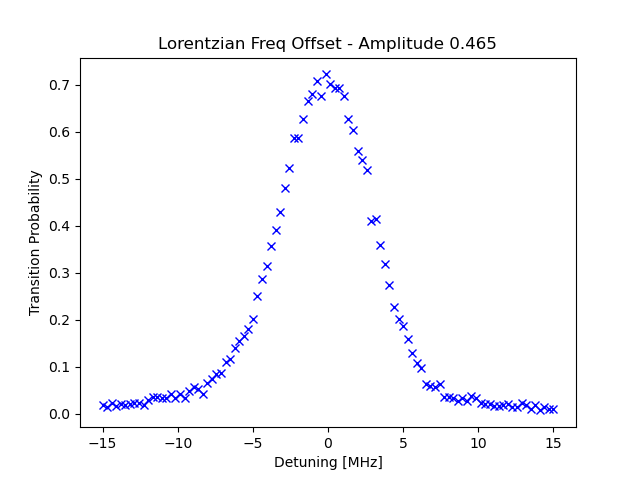 Lorentzian Freq Offset - Amplitude 0.465
0.7
0.6
0.5
0.4
0.3
0.2
0.1
0.0
Transition Probability
−15 −10 −5 0 5 10 15
Detuning [MHz]